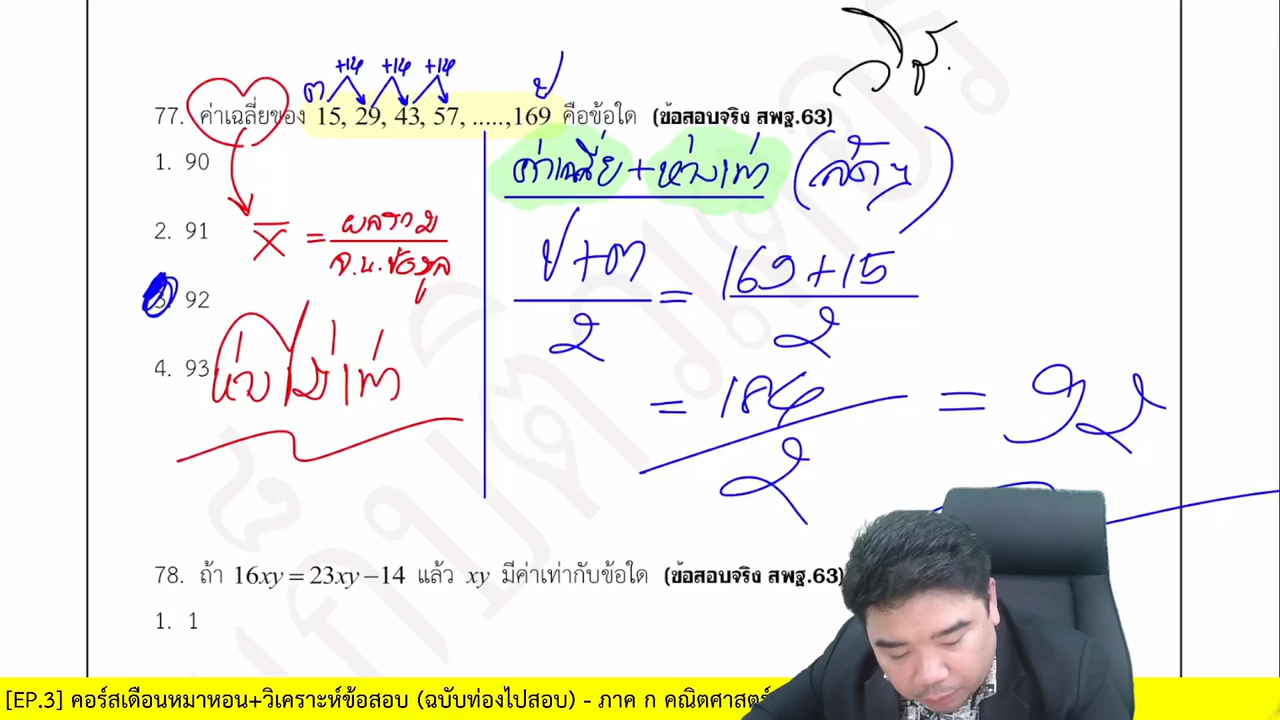 วิธี.
ต +14 +14 +14 ป
77. ค่าเฉลี่ยของ 15, 29, 43, 57, .....,169 คือข้อใด (ข้อสอบจริง สพฐ.63)
1. 90
2. 91
3. 92
4. 93
x̅ = ผลรวม / จ.น.ข้อมูล
ห่างไม่เท่า
ค่าเฉลี่ย+ห่างเท่า (ลัดๆ)
ป+ต / 2 = 169+15 / 2
= 184 / 2 = 92
78. ถ้า 16xy = 23xy −14 แล้ว xy มีค่าเท่ากับข้อใด (ข้อสอบจริง สพฐ.63)
1. 1
[EP.3] คอร์สเดือนหมาหอน+วิเคราะห์ข้อสอบ (ฉบับท่องไปสอบ) - ภาค ก คณิตศาสตร์